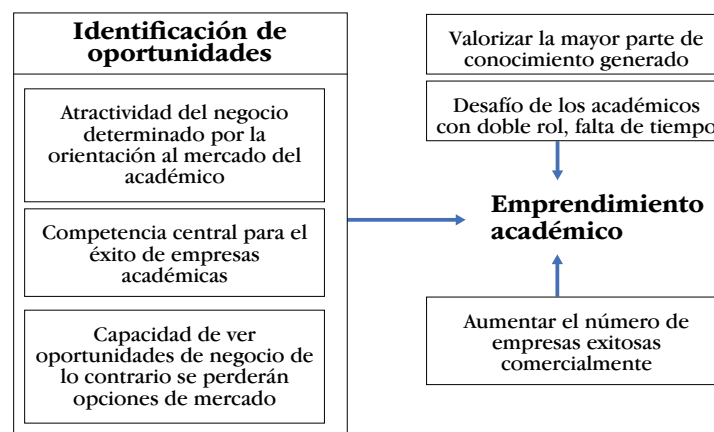 Identificación de
oportunidades
Atractividad del negocio
determinado por la
orientación al mercado del
académico
Competencia central para el
éxito de empresas
académicas
Capacidad de ver
oportunidades de negocio de
lo contrario se perderán
opciones de mercado
Valorizar la mayor parte de
conocimiento generado
Desafío de los académicos
con doble rol, falta de tiempo
Emprendimiento
académico
Aumentar el número de
empresas exitosas
comercialmente